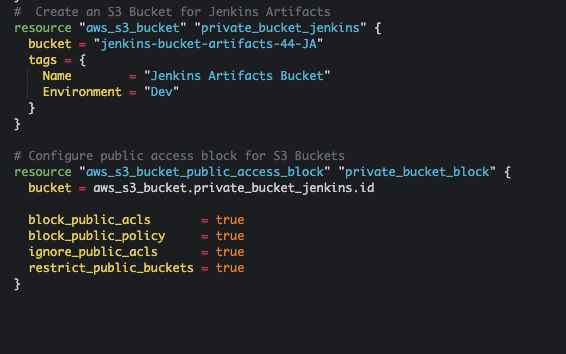 }
#  Create an S3 Bucket for Jenkins Artifacts
resource "aws_s3_bucket" "private_bucket_jenkins" {
  bucket = "jenkins-bucket-artifacts-44-JA"
  tags = {
    Name        = "Jenkins Artifacts Bucket"
    Environment = "Dev"
  }
}

# Configure public access block for S3 Buckets
resource "aws_s3_bucket_public_access_block" "private_bucket_block" {
  bucket = aws_s3_bucket.private_bucket_jenkins.id

  block_public_acls       = true
  block_public_policy     = true
  ignore_public_acls      = true
  restrict_public_buckets = true
}